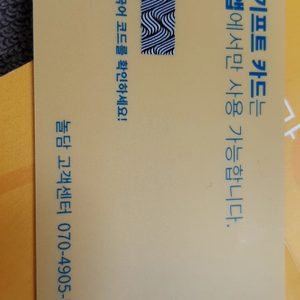 기프트 카드는
앱에서만 사용 가능합니다.
코드를 확인하세요!
놀담 고객센터 070-4905-